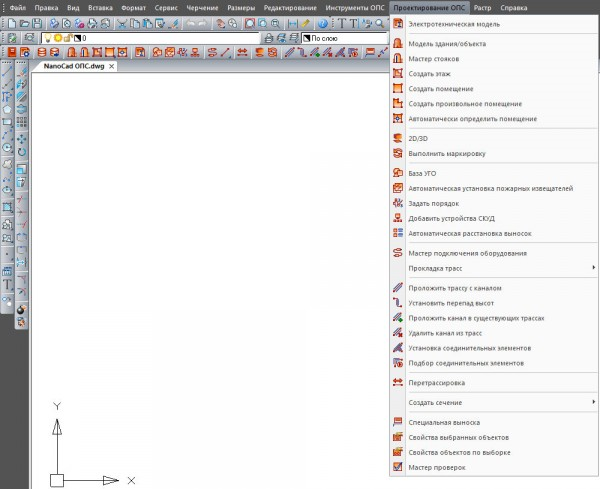 Файл Правка Вид Вставка Формат Сервис Черчение Размеры Редактирование Инструменты ОПС Проектирование ОПС Растр Справка
0
По слою
NanoCad ОПС.dwg
Электротехническая модель
Модель здания/объекта
Мастер стояков
Создать этаж
Создать помещение
Создать произвольное помещение
Автоматически определить помещение
2D/3D
Выполнить маркировку
База УГО
Автоматическая установка пожарных извещателей
Задать порядок
Добавить устройства СКУД
Автоматическая расстановка выносок
Мастер подключения оборудования
Прокладка трасс
Проложить трассу с каналом
Установить перепад высот
Проложить канал в существующих трассах
Удалить канал из трасс
Установка соединительных элементов
Подбор соединительных элементов
Перетрассировка
Создать сечение
Специальная выноска
Свойства выбранных объектов
Свойства объектов по выборке
Мастер проверок
Y
X